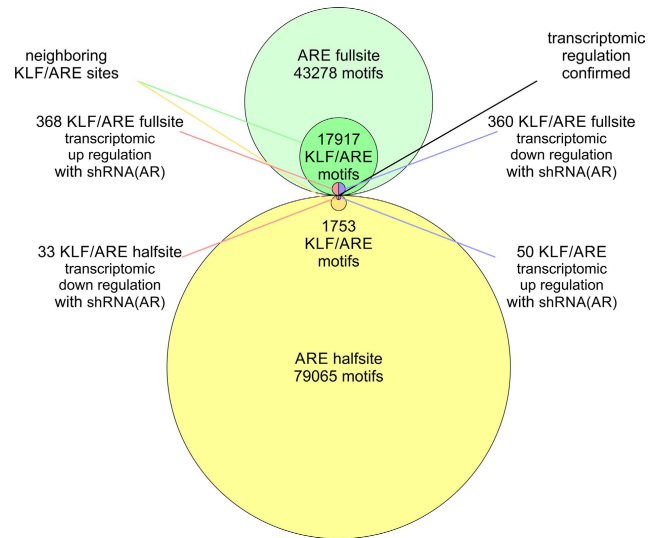 neighboring
KLF/ARE sites
ARE fullsite
43278 motifs
transcriptomic
regulation
confirmed
368 KLF/ARE fullsite
transcriptomic
up regulation
with shRNA(AR)
17917
KLF/ARE
motifs
360 KLF/ARE fullsite
transcriptomic
down regulation
with shRNA(AR)
33 KLF/ARE halfsite
transcriptomic
down regulation
with shRNA(AR)
1753
KLF/ARE
motifs
50 KLF/ARE
transcriptomic
up regulation
with shRNA(AR)
ARE halfsite
79065 motifs